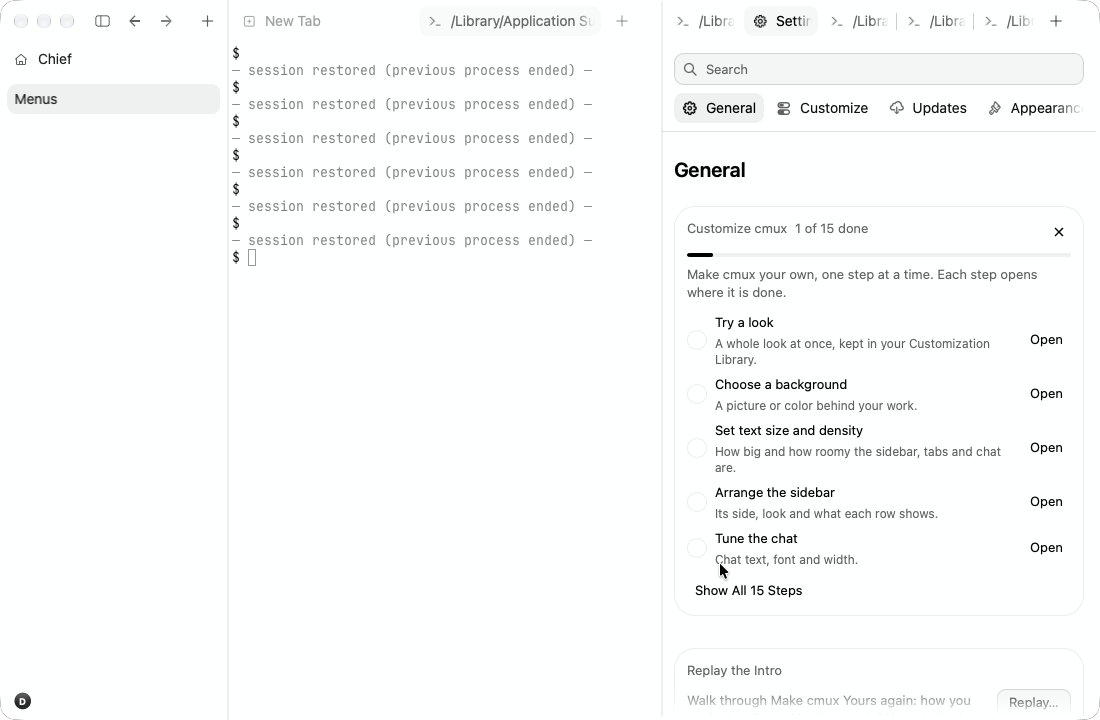 New Tab
/Library/Application Su
/Libra
Settin
/Libra
/Libra
/Libr
Chief
Menus
$
— session restored (previous process ended) —
$
— session restored (previous process ended) —
$
— session restored (previous process ended) —
$
— session restored (previous process ended) —
$
— session restored (previous process ended) —
$
— session restored (previous process ended) —
$
Search
General
Customize
Updates
Appearanc
General
Customize cmux 1 of 15 done
Make cmux your own, one step at a time. Each step opens
where it is done.
Try a look
A whole look at once, kept in your Customization
Library.
Open
Choose a background
A picture or color behind your work.
Open
Set text size and density
How big and how roomy the sidebar, tabs and chat
are.
Open
Arrange the sidebar
Its side, look and what each row shows.
Open
Tune the chat
Chat text, font and width.
Open
Show All 15 Steps
Replay the Intro
Walk through Make cmux Yours again: how you
Replay...
D